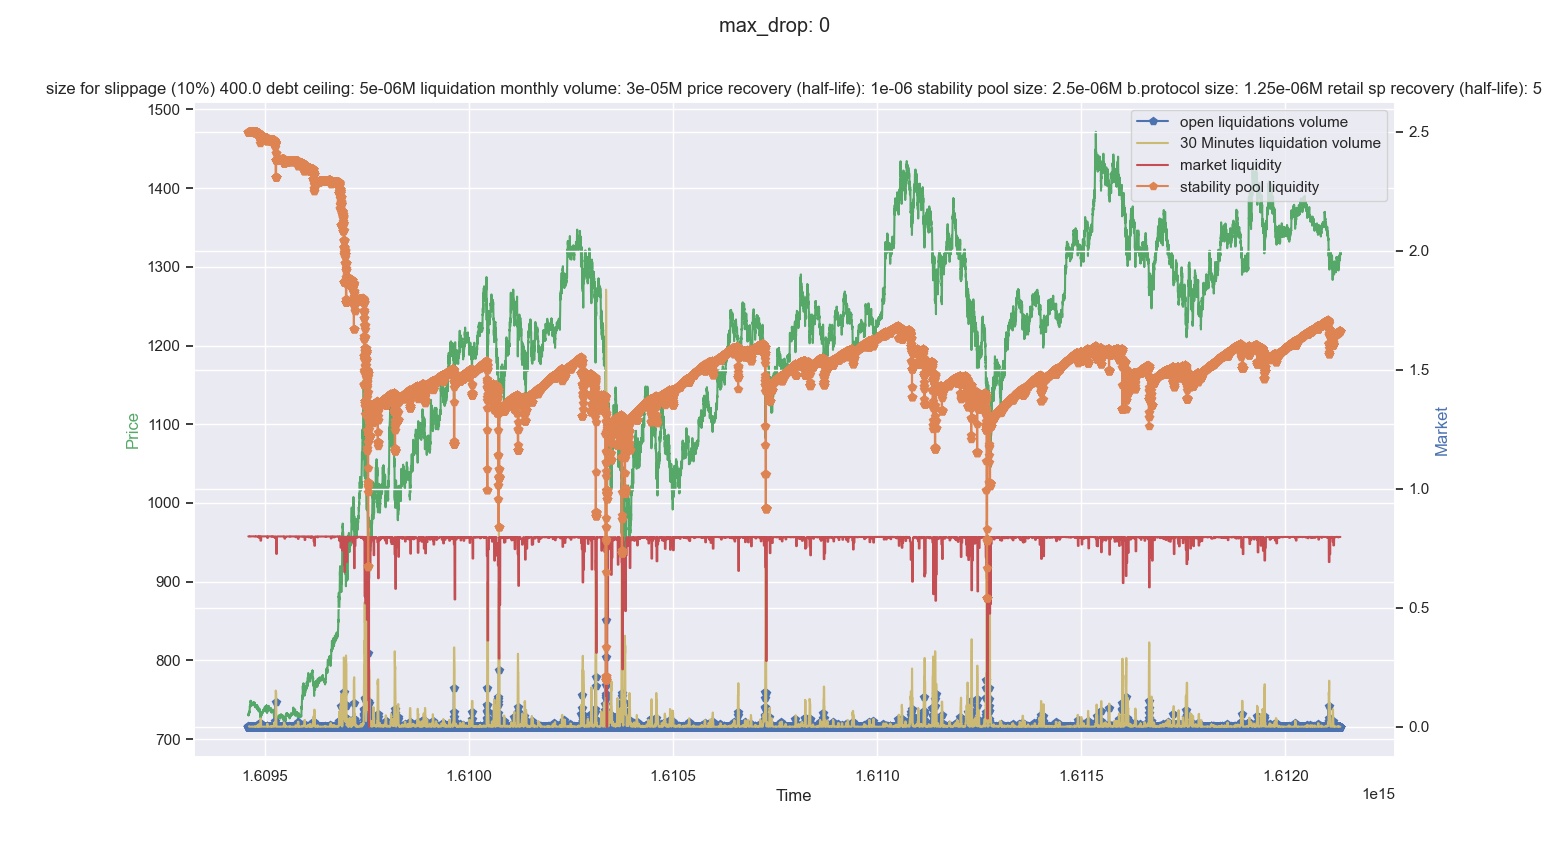 max_drop: 0
size for slippage (10%) 400.0 debt ceiling: 5e-06M liquidation monthly volume: 3e-05M price recovery (half-life): 1e-06 stability pool size: 2.5e-06M b.protocol size: 1.25e-06M retail sp recovery (half-life): 5
open liquidations volume
30 Minutes liquidation volume
market liquidity
stability pool liquidity
1500
1400
1300
1200
1100
1000
900
800
700
Price
2.5
2.0
1.5
1.0
0.5
0.0
Market
1.6095 1.6100 1.6105 1.6110 1.6115 1.6120
Time
1e15